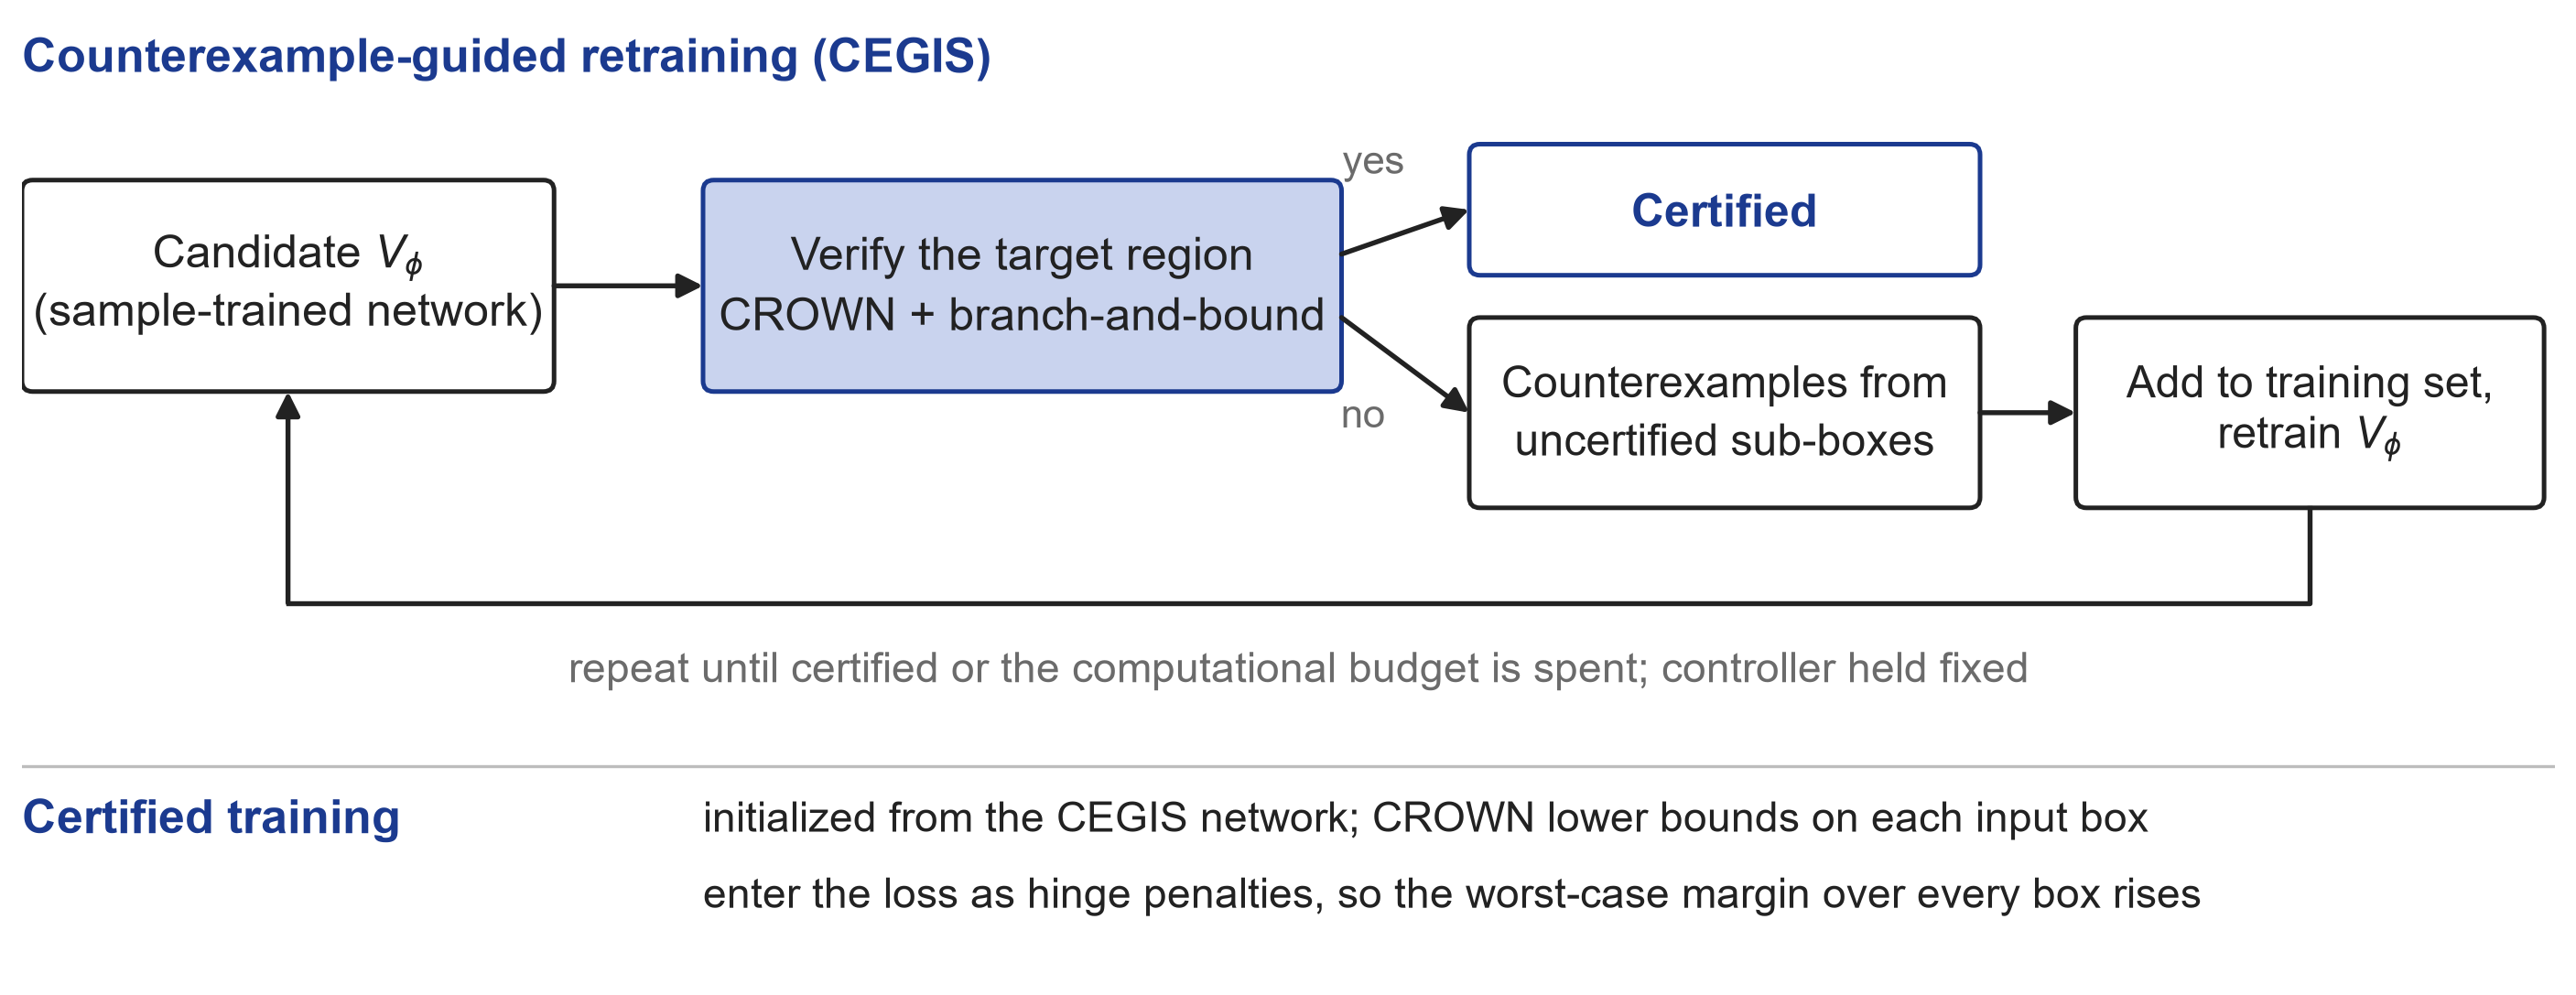 Counterexample-guided retraining (CEGIS)
Candidate V_ϕ
(sample-trained network)
Verify the target region
CROWN + branch-and-bound
yes
Certified
no
Counterexamples from
uncertified sub-boxes
Add to training set,
retrain V_ϕ
repeat until certified or the computational budget is spent; controller held fixed
Certified training
initialized from the CEGIS network; CROWN lower bounds on each input box
enter the loss as hinge penalties, so the worst-case margin over every box rises